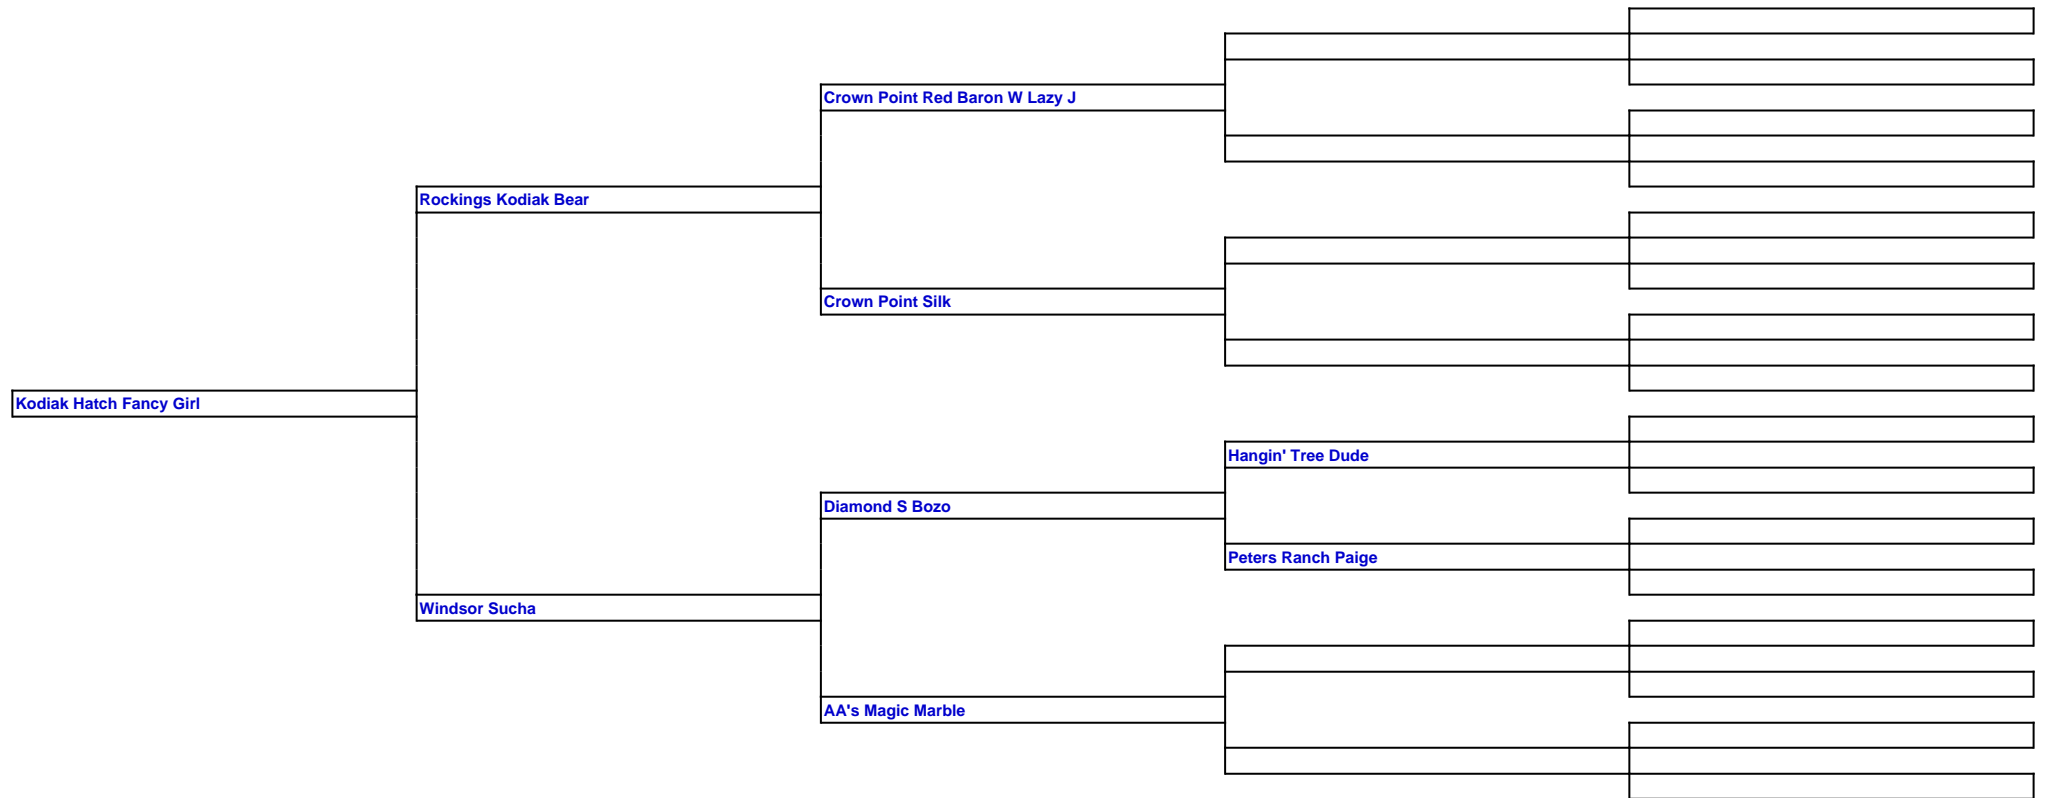 Crown Point Red Baron W Lazy J
Rockings Kodiak Bear
Crown Point Silk
Kodiak Hatch Fancy Girl
Hangin' Tree Dude
Diamond S Bozo
Peters Ranch Paige
Windsor Sucha
AA's Magic Marble